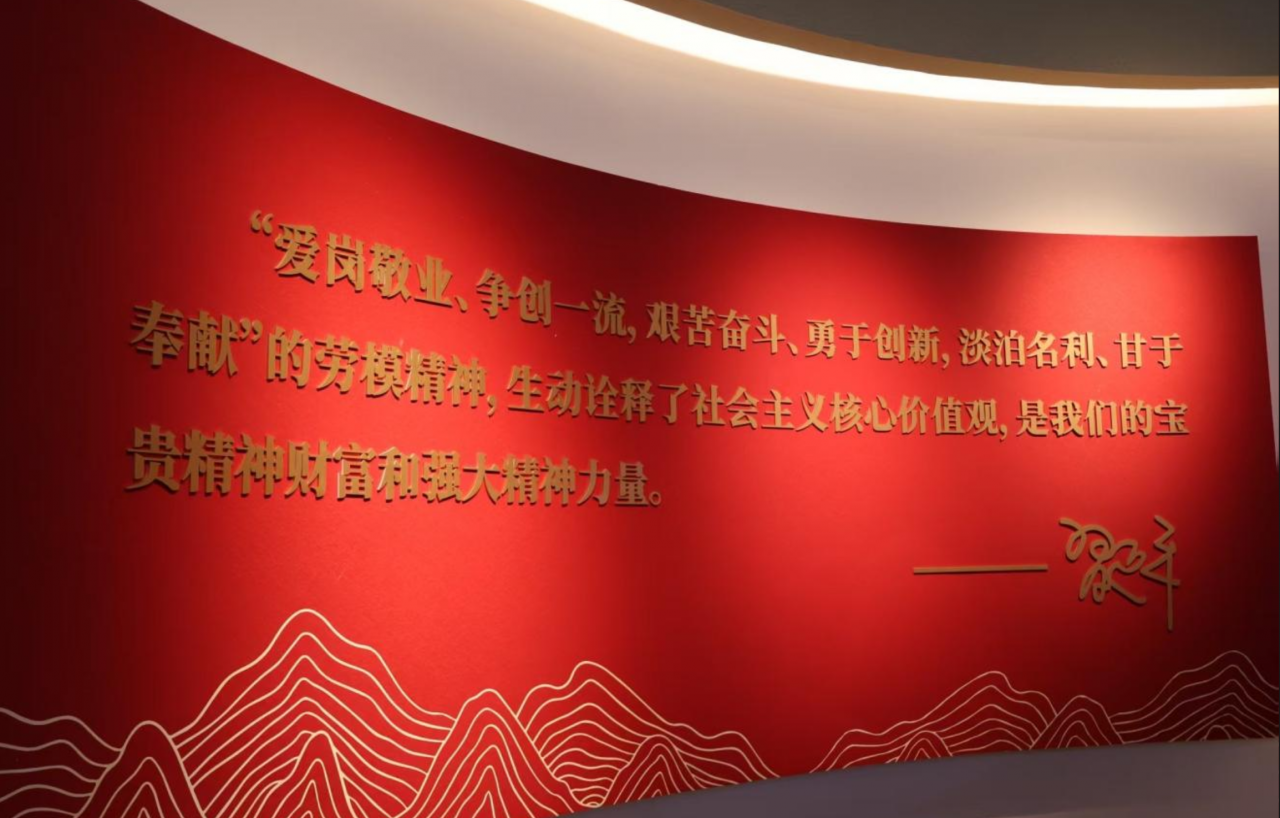 “爱岗敬业、争创一流，艰苦奋斗、勇于创新，淡泊名利、甘于
奉献”的劳模精神，生动诠释了社会主义核心价值观，是我们的宝
贵精神财富和强大精神力量。